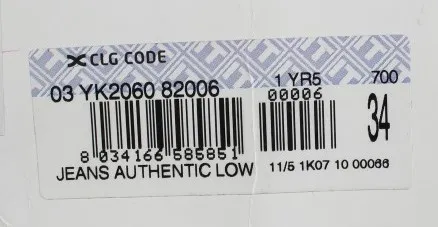 CLG CODE
03 YK2060 82006 1 YR5 700
00006
34
8 034166 585851
JEANS AUTHENTIC LOW 11/5 1K07 10 00066